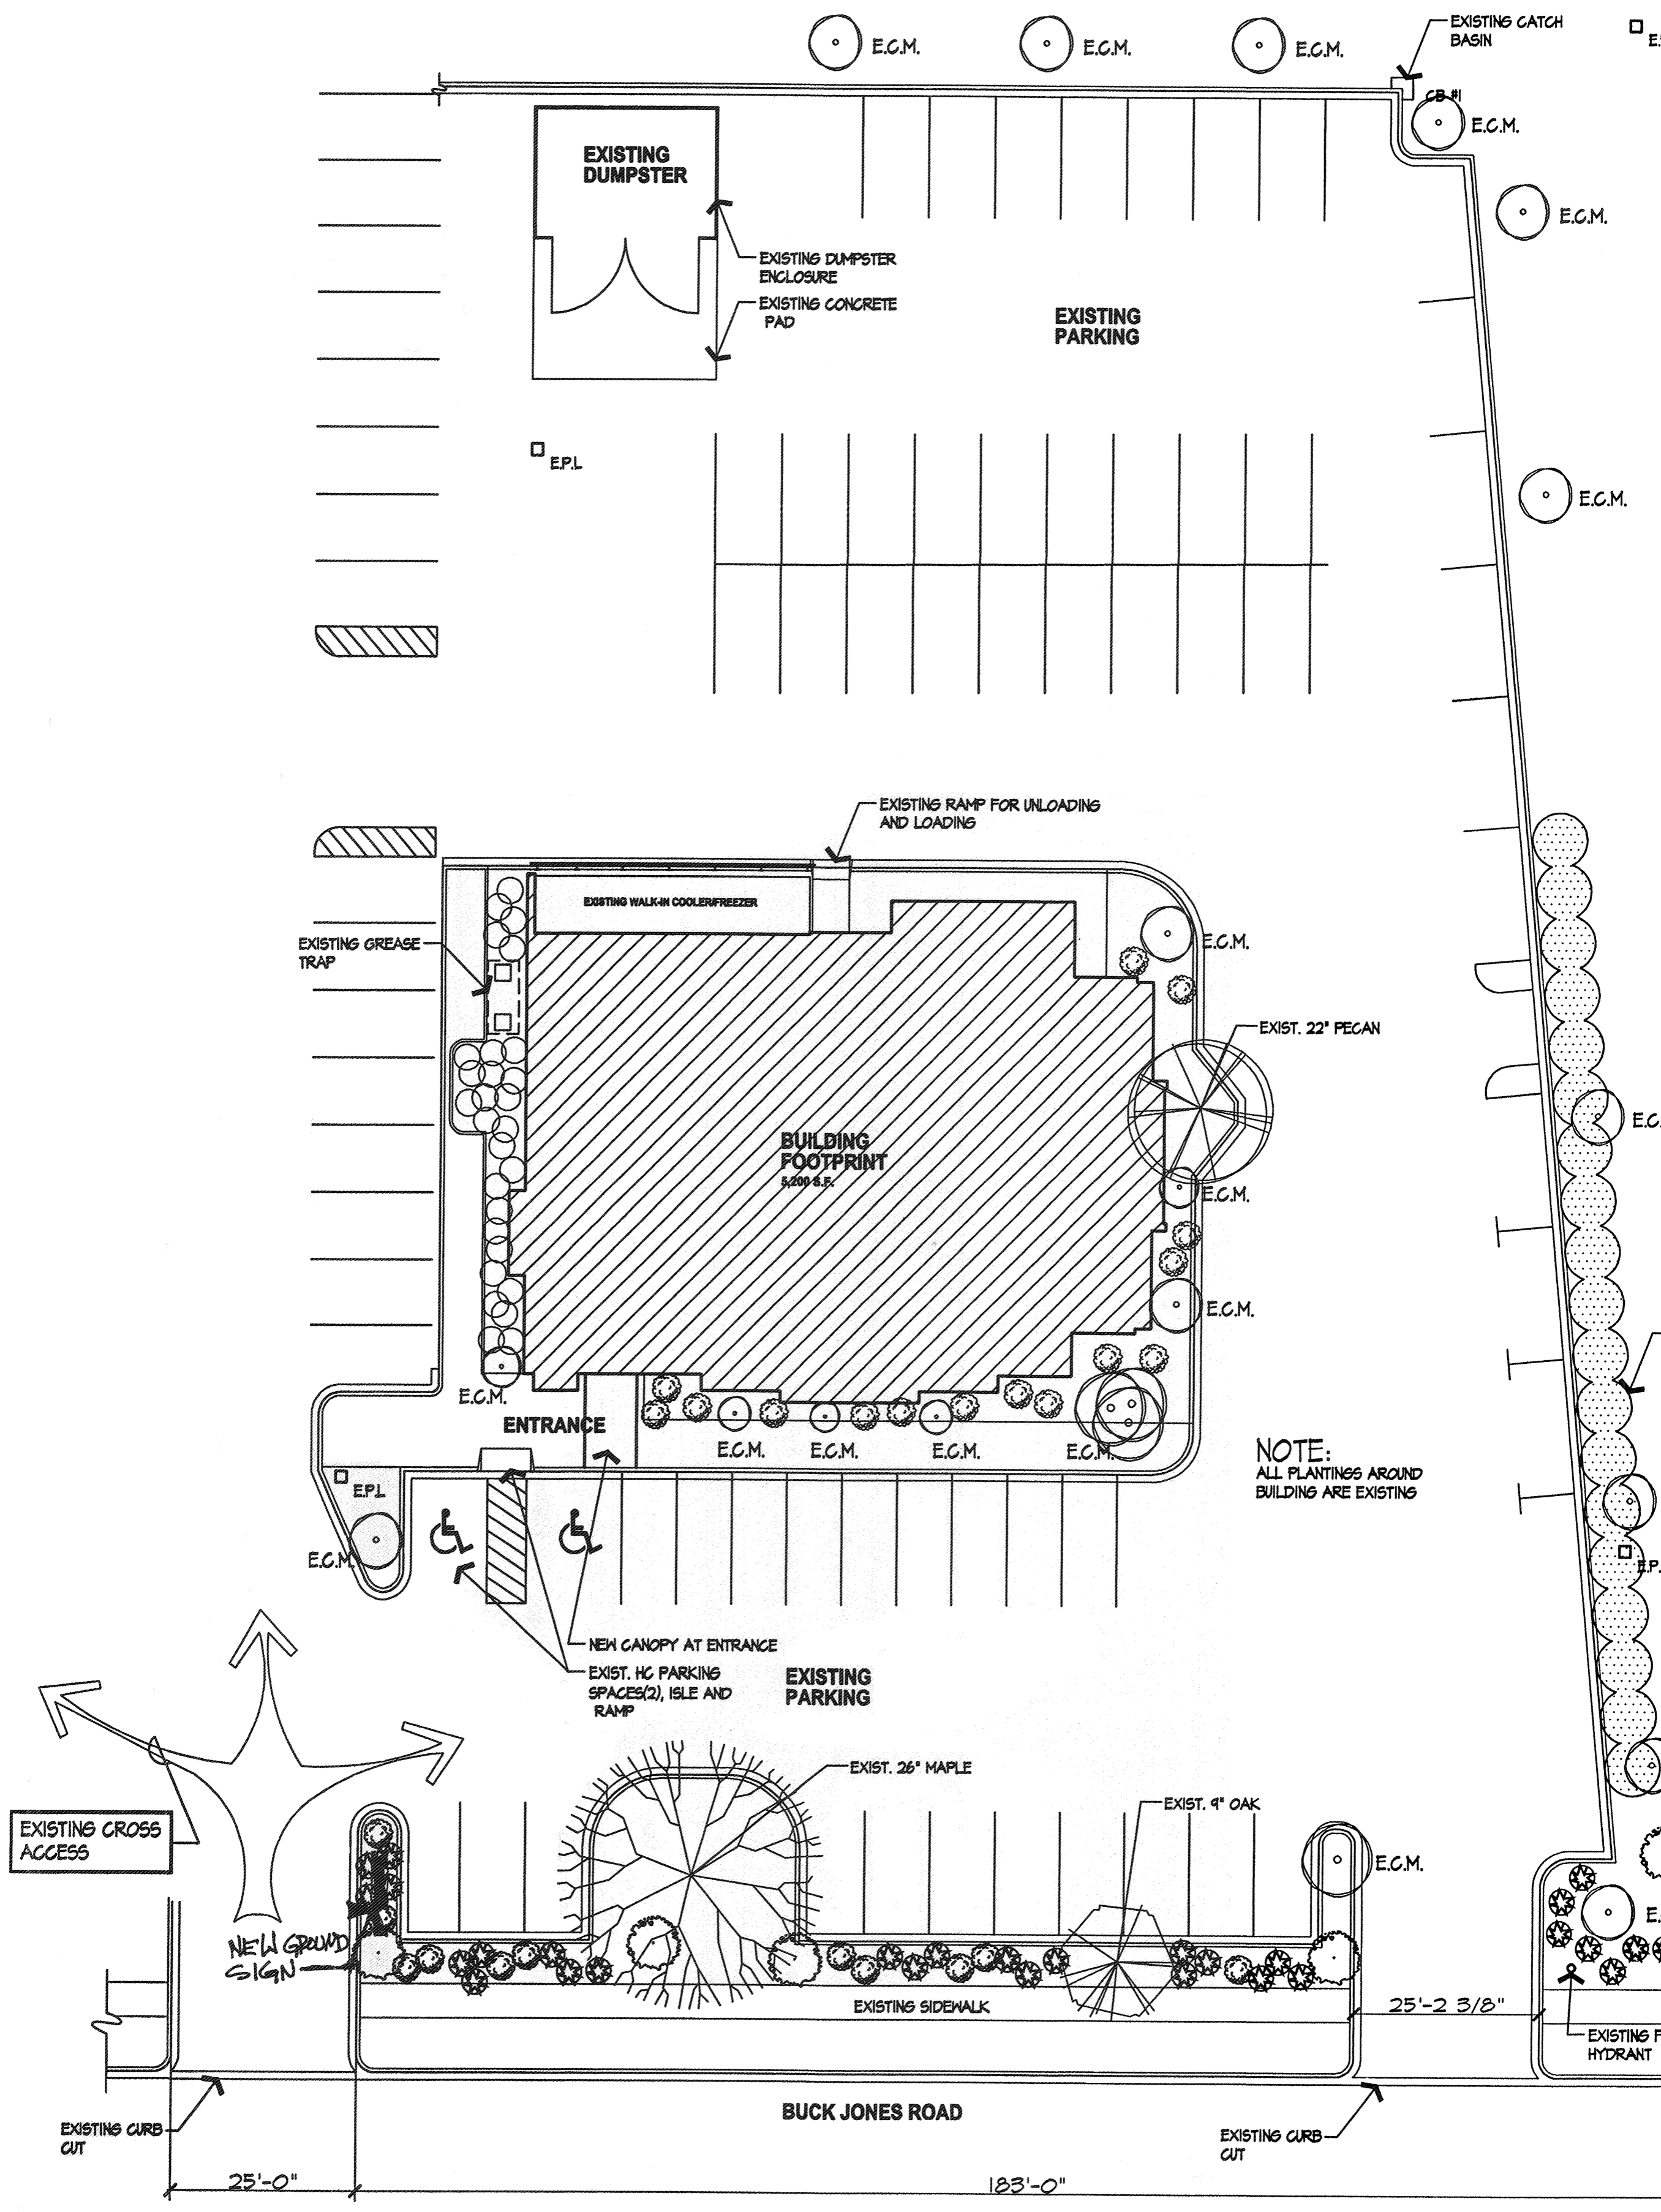 E.C.M.
E.C.M.
E.C.M.
EXISTING CATCH
BASIN
CB #1
E.C.M.
EXISTING
DUMPSTER
E.C.M.
EXISTING DUMPSTER
ENCLOSURE
EXISTING CONCRETE
PAD
EXISTING
PARKING
E.P.L
E.C.M.
EXISTING RAMP FOR UNLOADING
AND LOADING
EXISTING WALK-IN COOLER/FREEZER
EXISTING GREASE
TRAP
E.C.M.
EXIST. 22" PECAN
E.C.
BUILDING
FOOTPRINT
5,200 S.F.
E.C.M.
E.C.M.
E.C.M.
ENTRANCE
E.C.M.
E.C.M.
E.C.M.
E.C.M.
NOTE:
ALL PLANTINGS AROUND
BUILDING ARE EXISTING
E.P.L
E.C.M.
E.P.
NEW CANOPY AT ENTRANCE
EXIST. HC PARKING
SPACES(2), ISLE AND
RAMP
EXISTING
PARKING
EXIST. 26" MAPLE
EXIST. 9" OAK
EXISTING CROSS
ACCESS
E.C.M.
E.
NEW GROUND
SIGN
EXISTING SIDEWALK
25'-2 3/8"
EXISTING F
HYDRANT
BUCK JONES ROAD
EXISTING CURB
CUT
EXISTING CURB
CUT
25'-0"
183'-0"